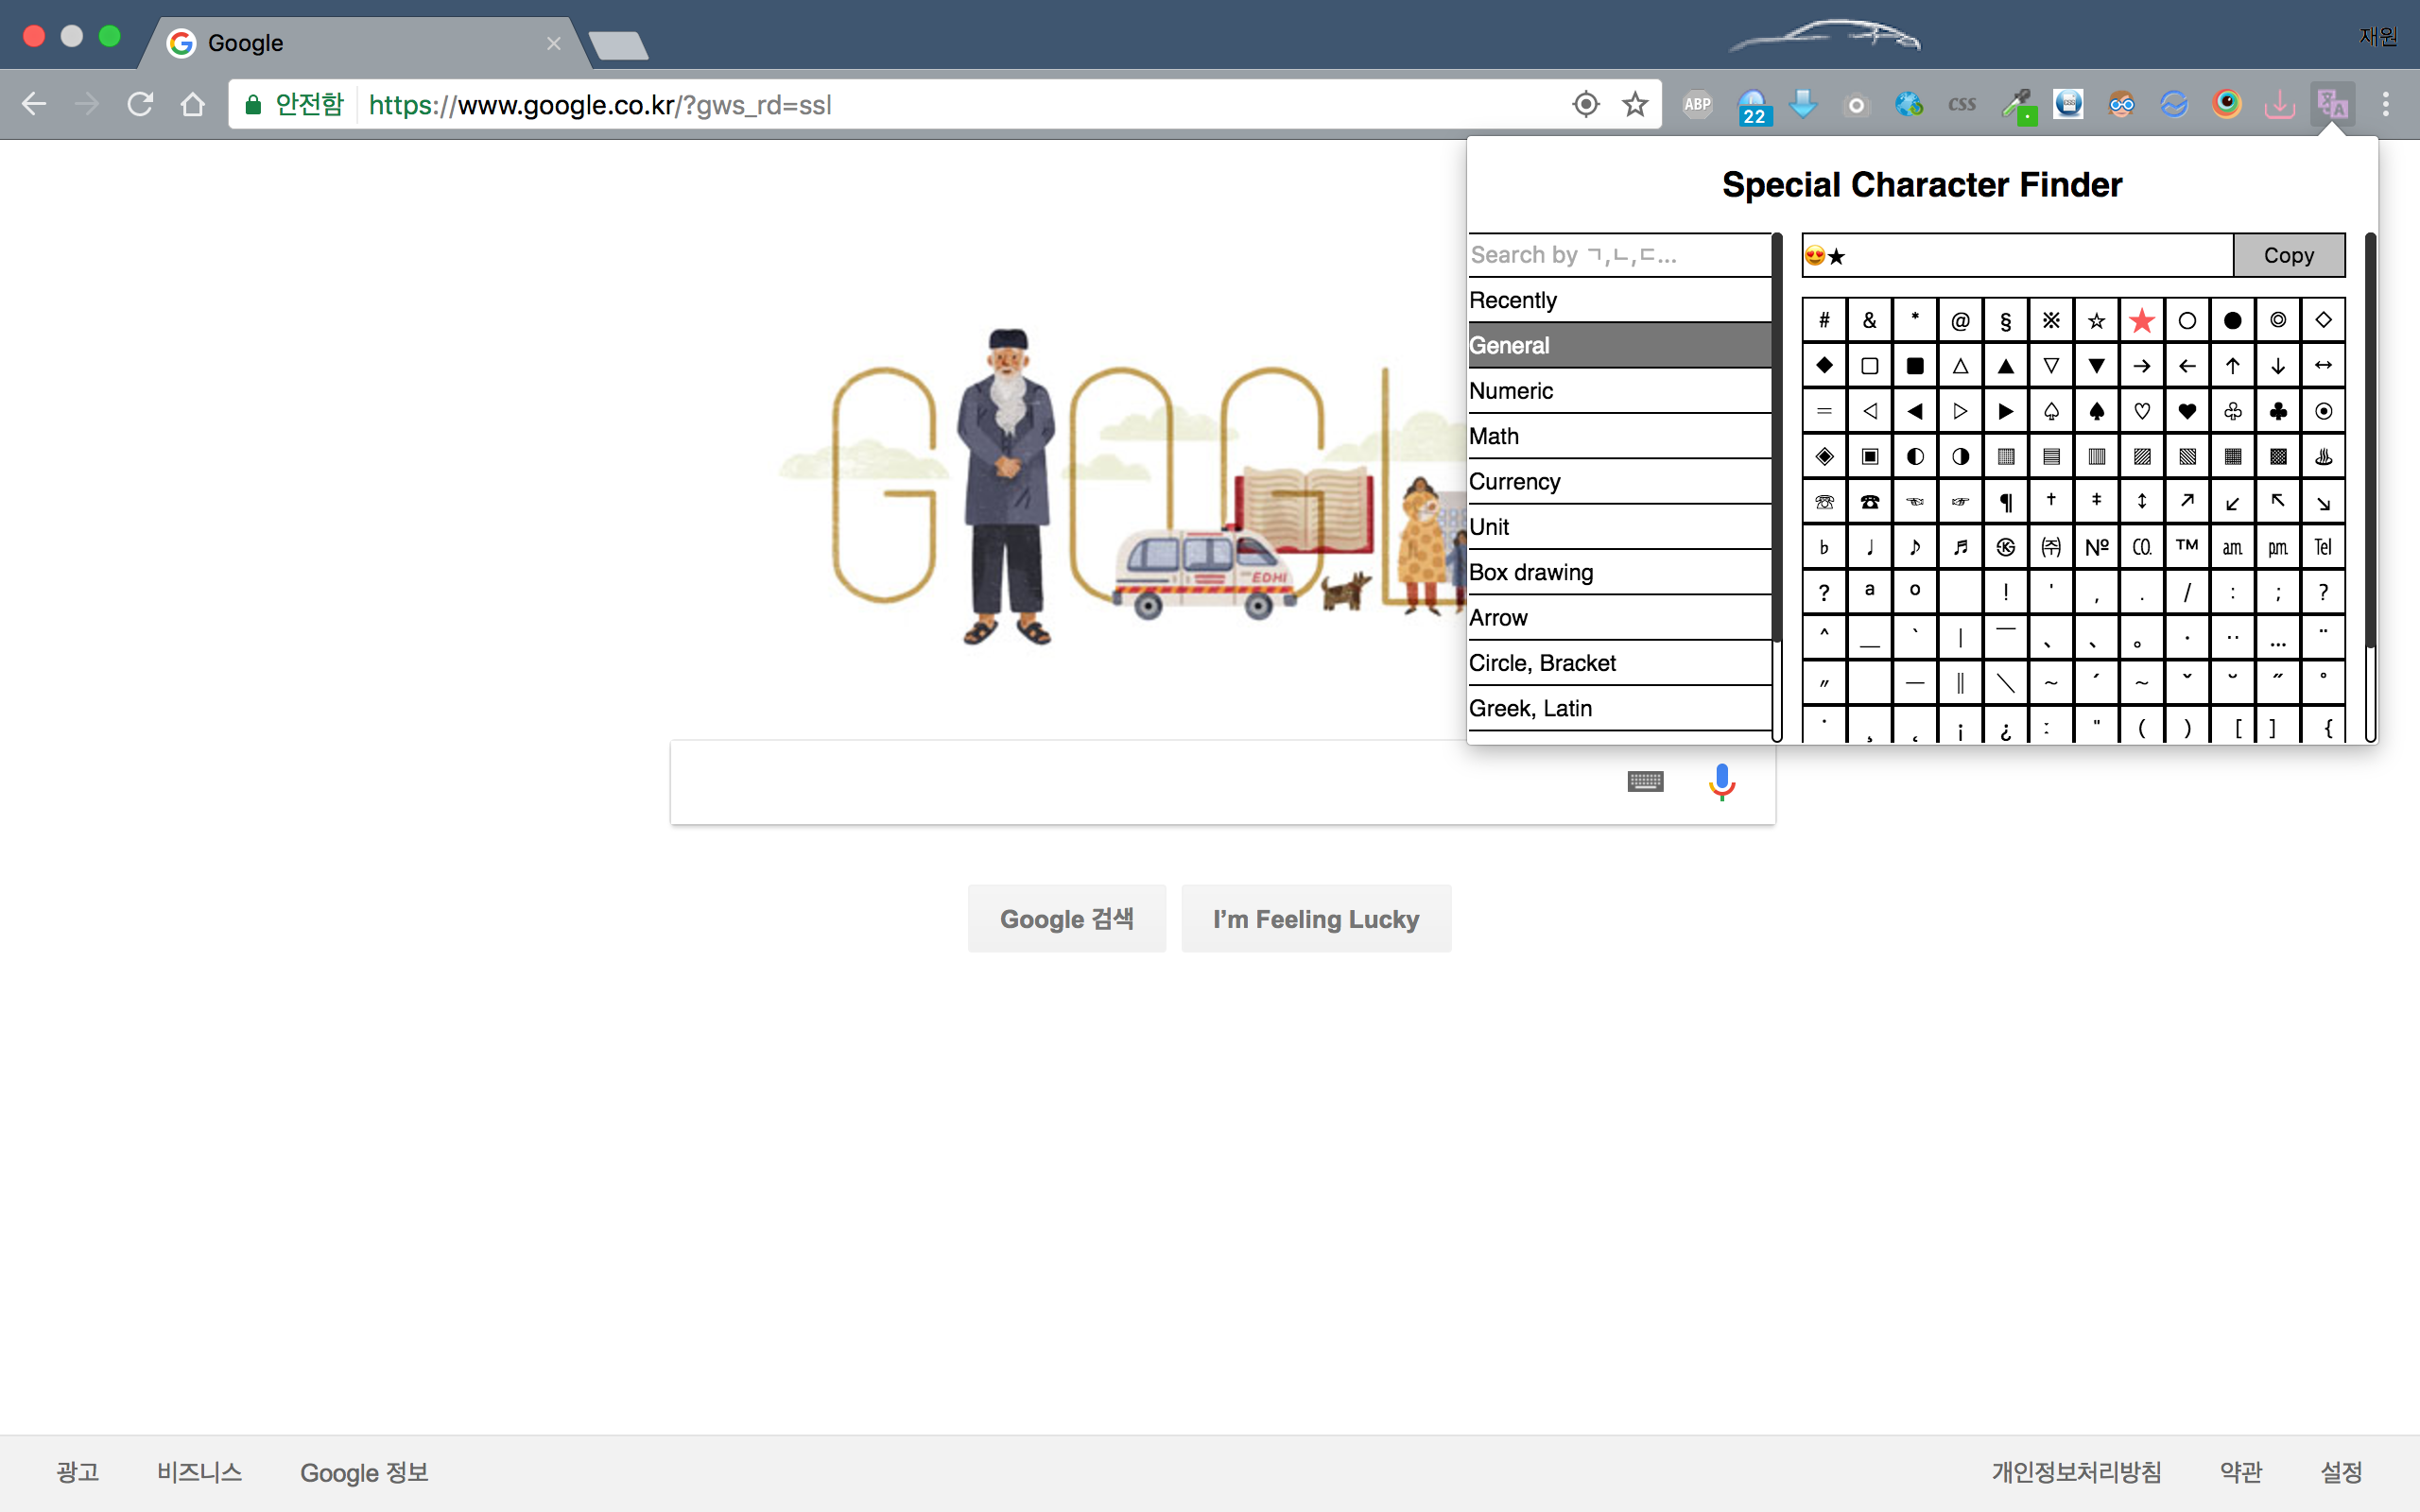 Google
재원
안전함 https://www.google.co.kr/?gws_rd=ssl
ABP
22
CSS
Special Character Finder
Search by ㄱ,ㄴ,ㄷ...
😍★
Copy
Recently
General
Numeric
Math
Currency
Unit
Box drawing
Arrow
Circle, Bracket
Greek, Latin
# & * @ § ※ ☆ ★ ○ ● ◎ ◇
◆ □ ■ △ ▲ ▽ ▼ → ← ↑ ↓ ↔
〓 ◁ ◀ ▷ ▶ ♤ ♠ ♡ ♥ ♧ ♣ ⊙
◈ ▣ ◐ ◑ ▒ ▤ ▥ ▨ ▧ ▦ ▩ ♨
☏ ☎ ☜ ☞ ¶ † ‡ ↕ ↗ ↙ ↖ ↘
♭ ♩ ♪ ♬ ㉿ ㈜ № ㏇ ™ ㏂ ㏘ ℡
? ª º ! ' , . / : ; ?
^ _ ` | ¯ 、 、 。 · ‥ … ¨
〃 ― ∥ \ ~ ´ ~ ˇ ˘ ˝ ˚
˙ ¸ ˛ ¡ ¿ ː " ( ) [ ] {
EDHI
Google 검색
I’m Feeling Lucky
광고 비즈니스 Google 정보
개인정보처리방침 약관 설정